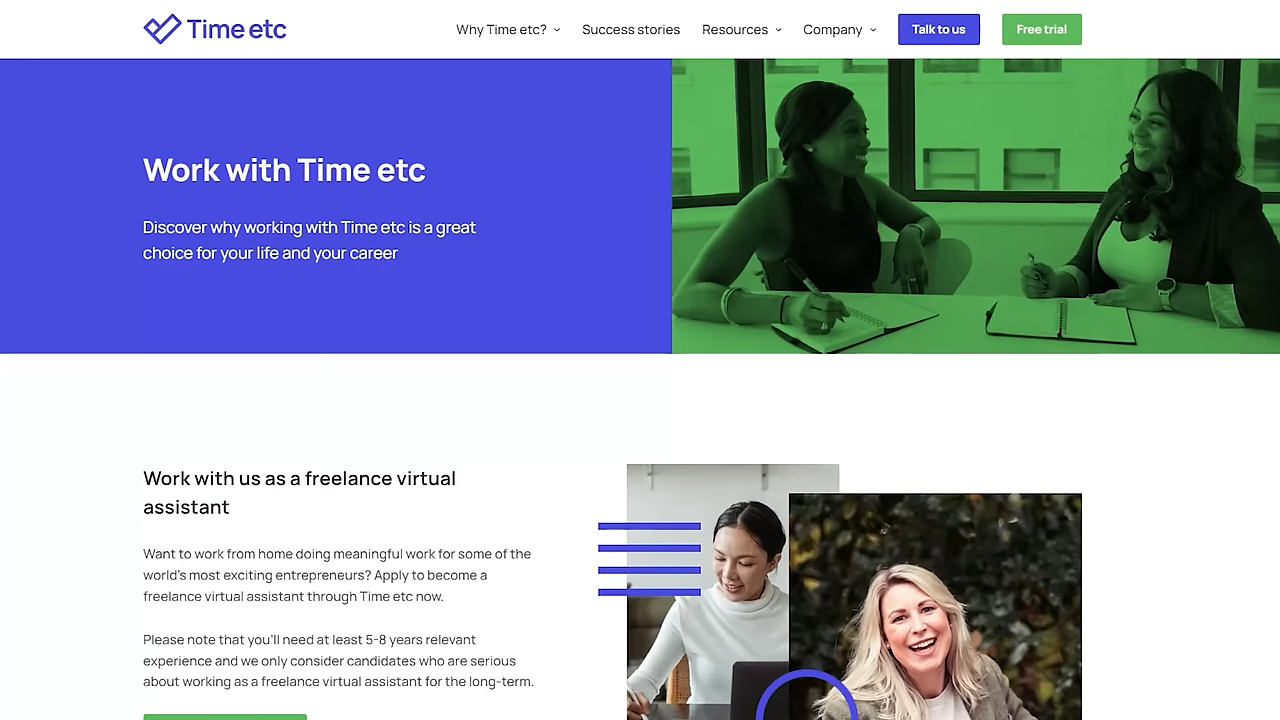 Time etc
Why Time etc?
Success stories
Resources
Company
Talk to us
Free trial
Work with Time etc
Discover why working with Time etc is a great
choice for your life and your career
Work with us as a freelance virtual
assistant
Want to work from home doing meaningful work for some of the
world's most exciting entrepreneurs? Apply to become a
freelance virtual assistant through Time etc now.
Please note that you'll need at least 5-8 years relevant
experience and we only consider candidates who are serious
about working as a freelance virtual assistant for the long-term.